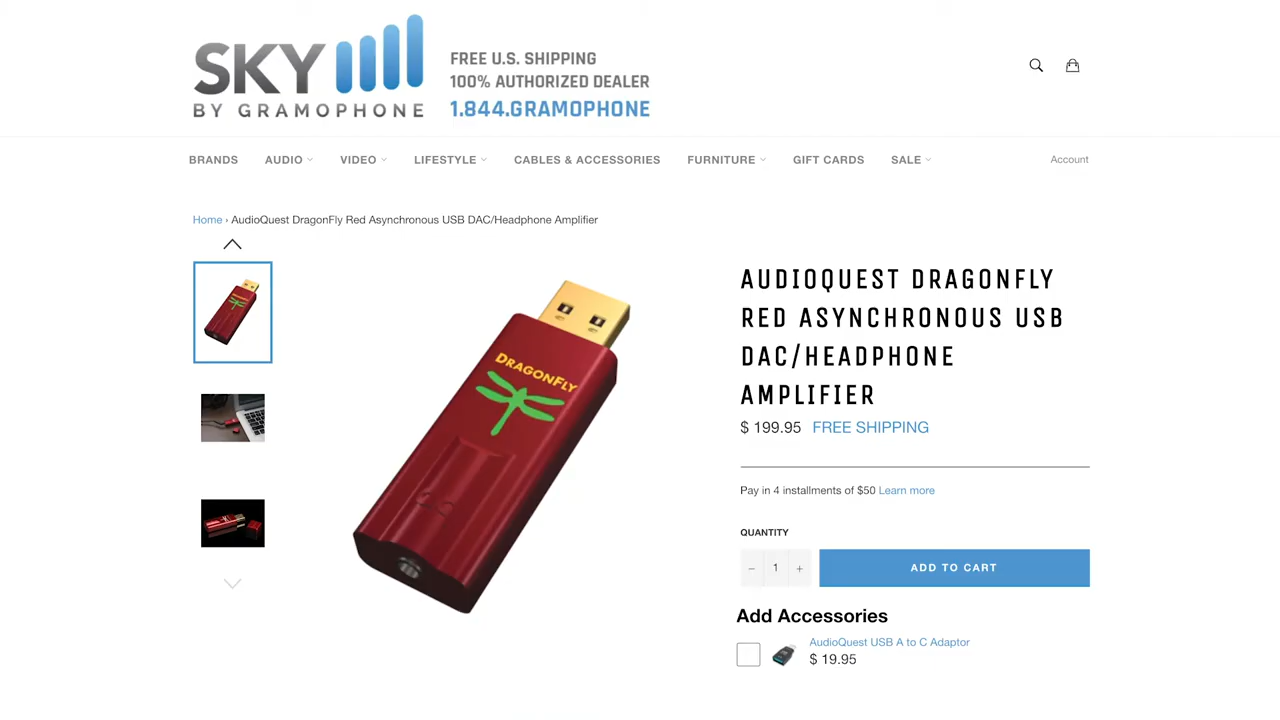 SKY
BY GRAMOPHONE
FREE U.S. SHIPPING
100% AUTHORIZED DEALER
1.844.GRAMOPHONE
BRANDS AUDIO VIDEO LIFESTYLE CABLES & ACCESSORIES FURNITURE GIFT CARDS SALE Account
Home › AudioQuest DragonFly Red Asynchronous USB DAC/Headphone Amplifier
DRAGONFLY
AUDIOQUEST DRAGONFLY
RED ASYNCHRONOUS USB
DAC/HEADPHONE
AMPLIFIER
$ 199.95 FREE SHIPPING
Pay in 4 installments of $50 Learn more
QUANTITY
− 1 + ADD TO CART
Add Accessories
AudioQuest USB A to C Adaptor
$ 19.95